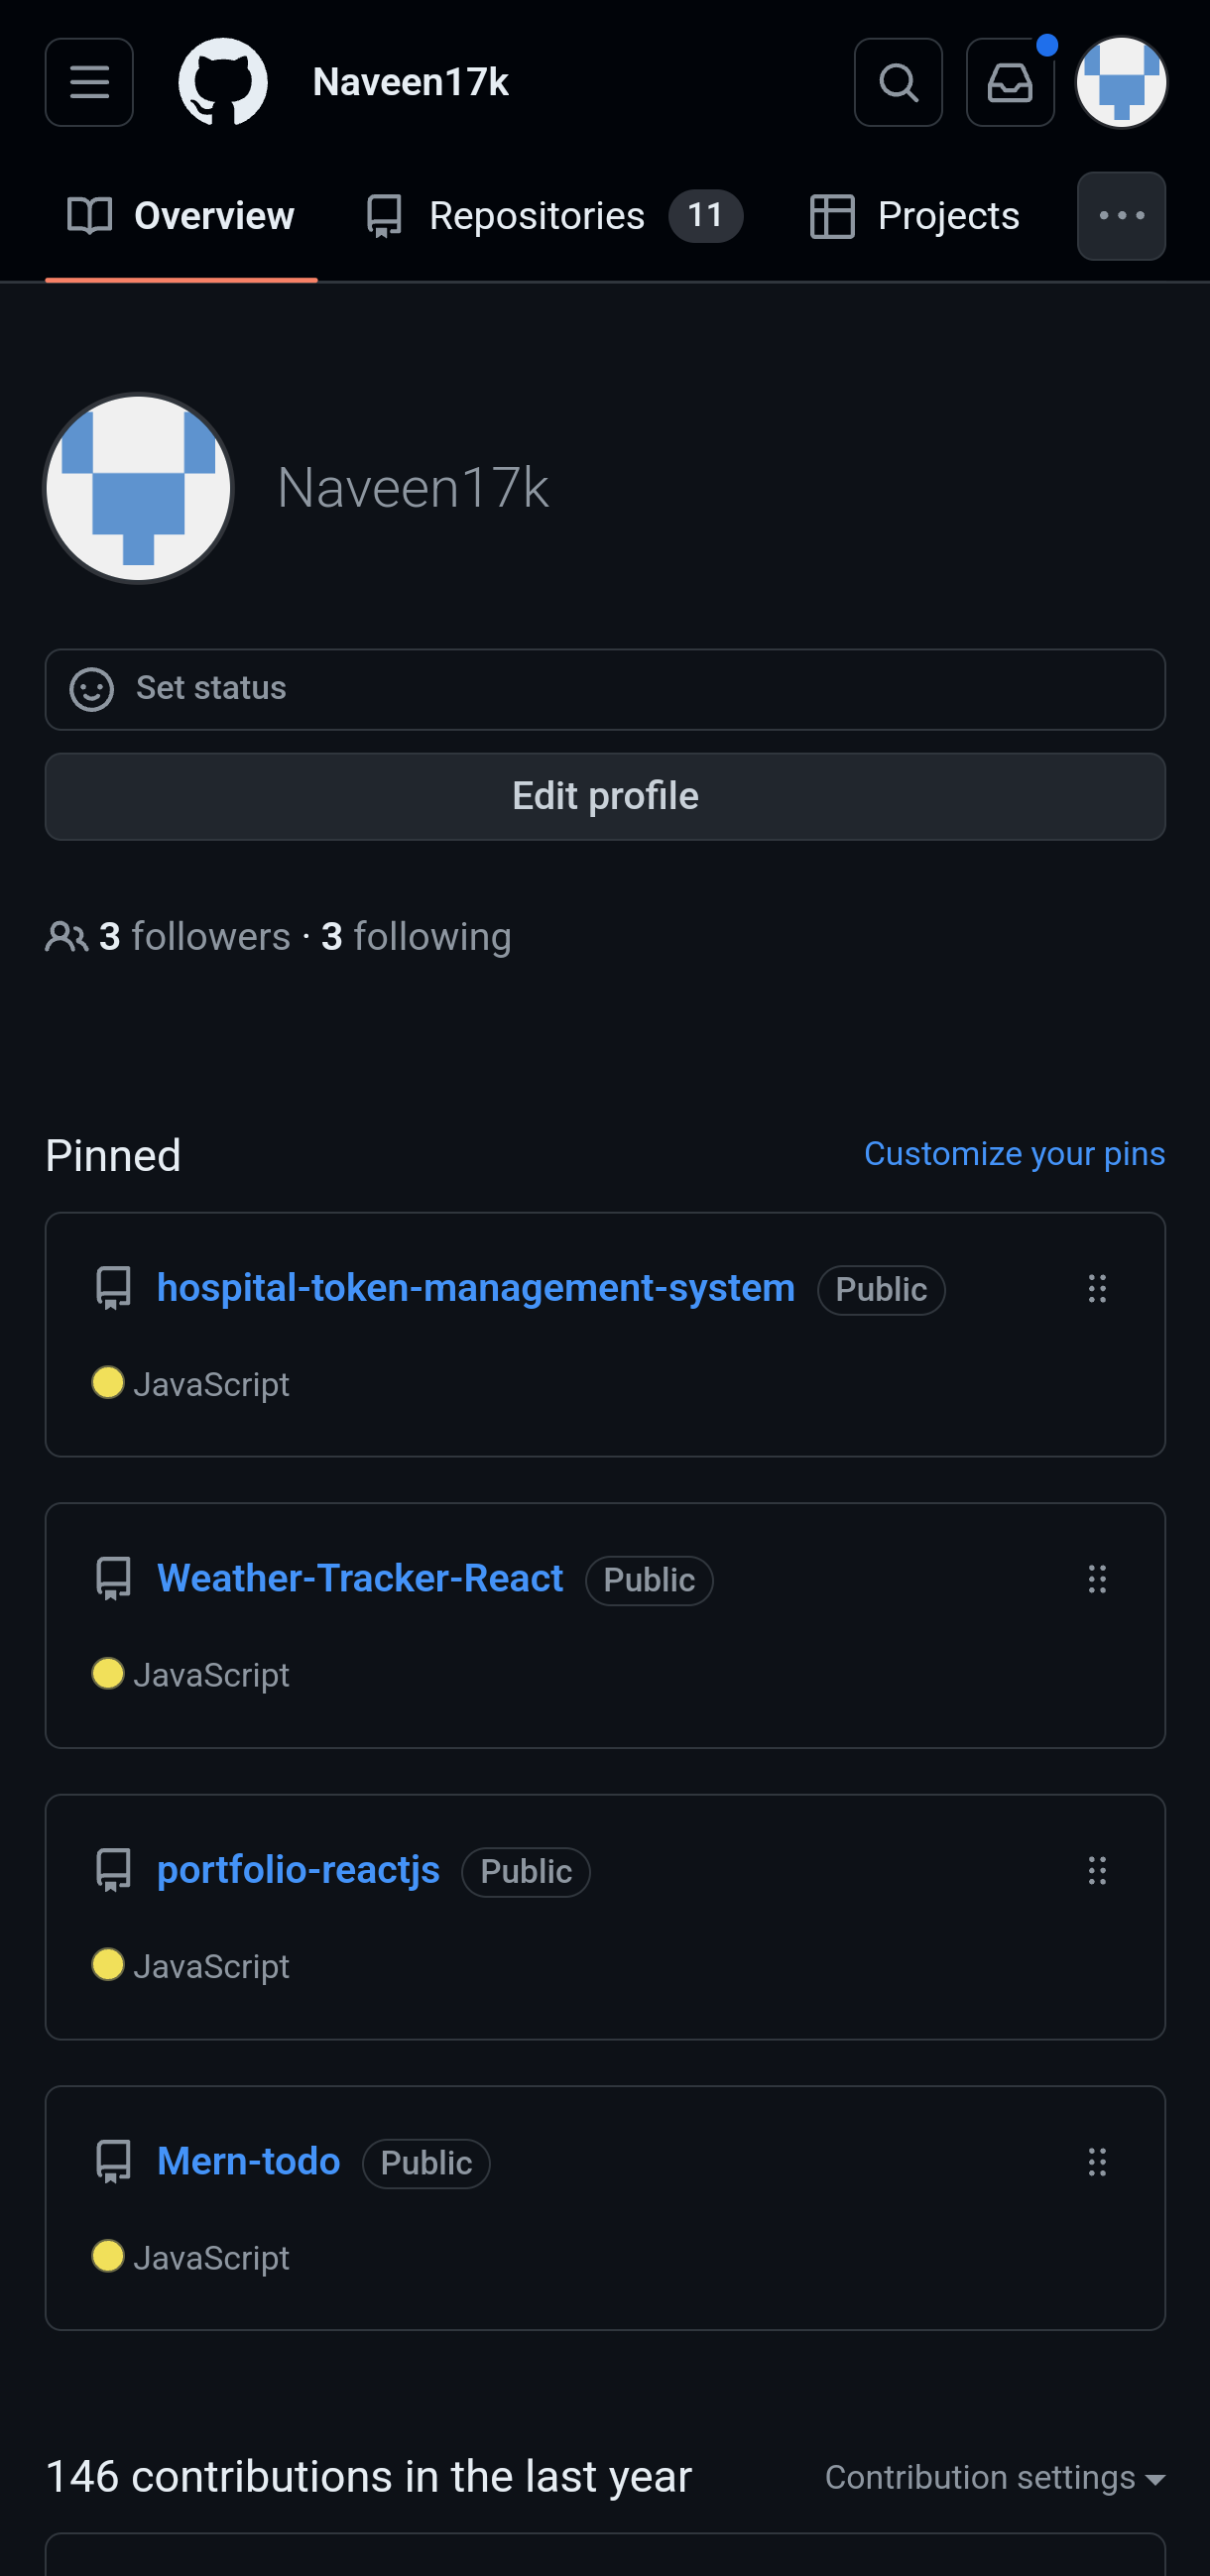 Naveen17k
Overview Repositories 11 Projects
Naveen17k
Set status
Edit profile
3 followers · 3 following
Pinned Customize your pins
hospital-token-management-system Public
JavaScript
Weather-Tracker-React Public
JavaScript
portfolio-reactjs Public
JavaScript
Mern-todo Public
JavaScript
146 contributions in the last year Contribution settings